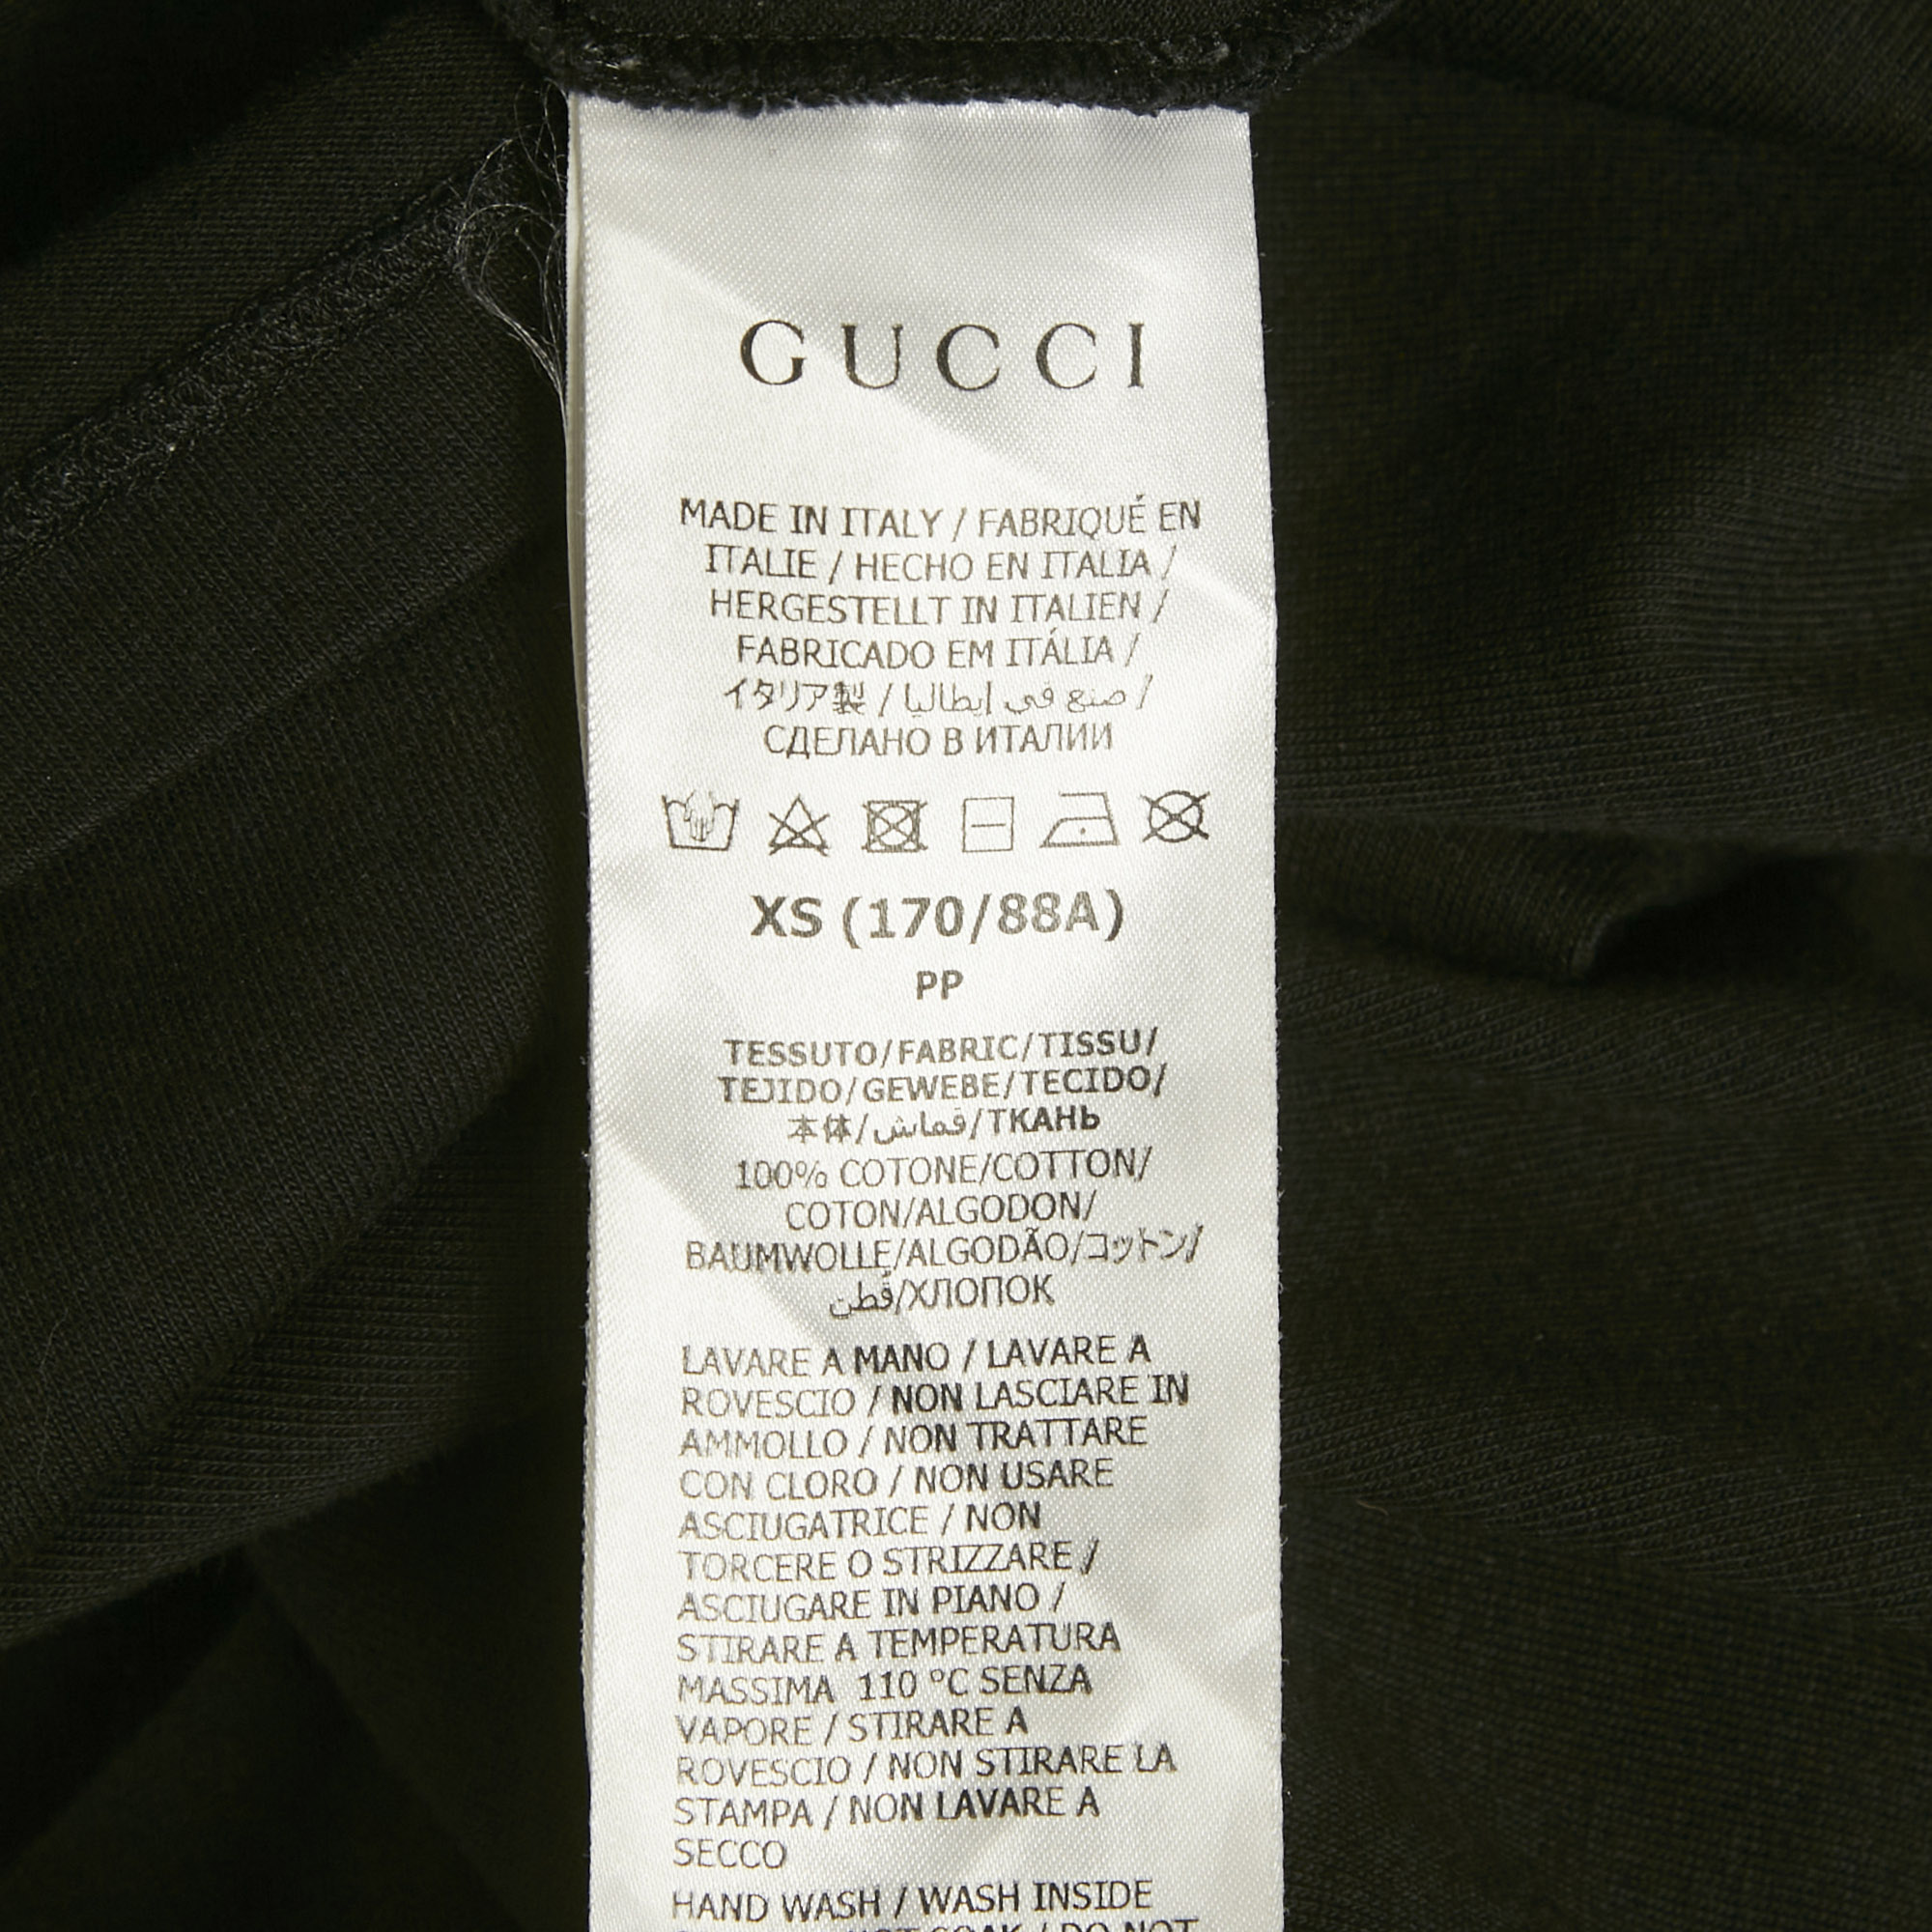 GUCCI
MADE IN ITALY / FABRIQUÉ EN
ITALIE / HECHO EN ITALIA /
HERGESTELLT IN ITALIEN /
FABRICADO EM ITÁLIA /
イタリア製 / صنع في إيطاليا /
СДЕЛАНО В ИТАЛИИ
XS (170/88A)
PP
TESSUTO/FABRIC/TISSU/
TEJIDO/GEWEBE/TECIDO/
本体/قماش/ТКАНЬ
100% COTONE/COTTON/
COTON/ALGODON/
BAUMWOLLE/ALGODÃO/コットン/
قطن/ХЛОПОК
LAVARE A MANO / LAVARE A
ROVESCIO / NON LASCIARE IN
AMMOLLO / NON TRATTARE
CON CLORO / NON USARE
ASCIUGATRICE / NON
TORCERE O STRIZZARE /
ASCIUGARE IN PIANO /
STIRARE A TEMPERATURA
MASSIMA 110 °C SENZA
VAPORE / STIRARE A
ROVESCIO / NON STIRARE LA
STAMPA / NON LAVARE A
SECCO
HAND WASH / WASH INSIDE
SOAK / DO NOT